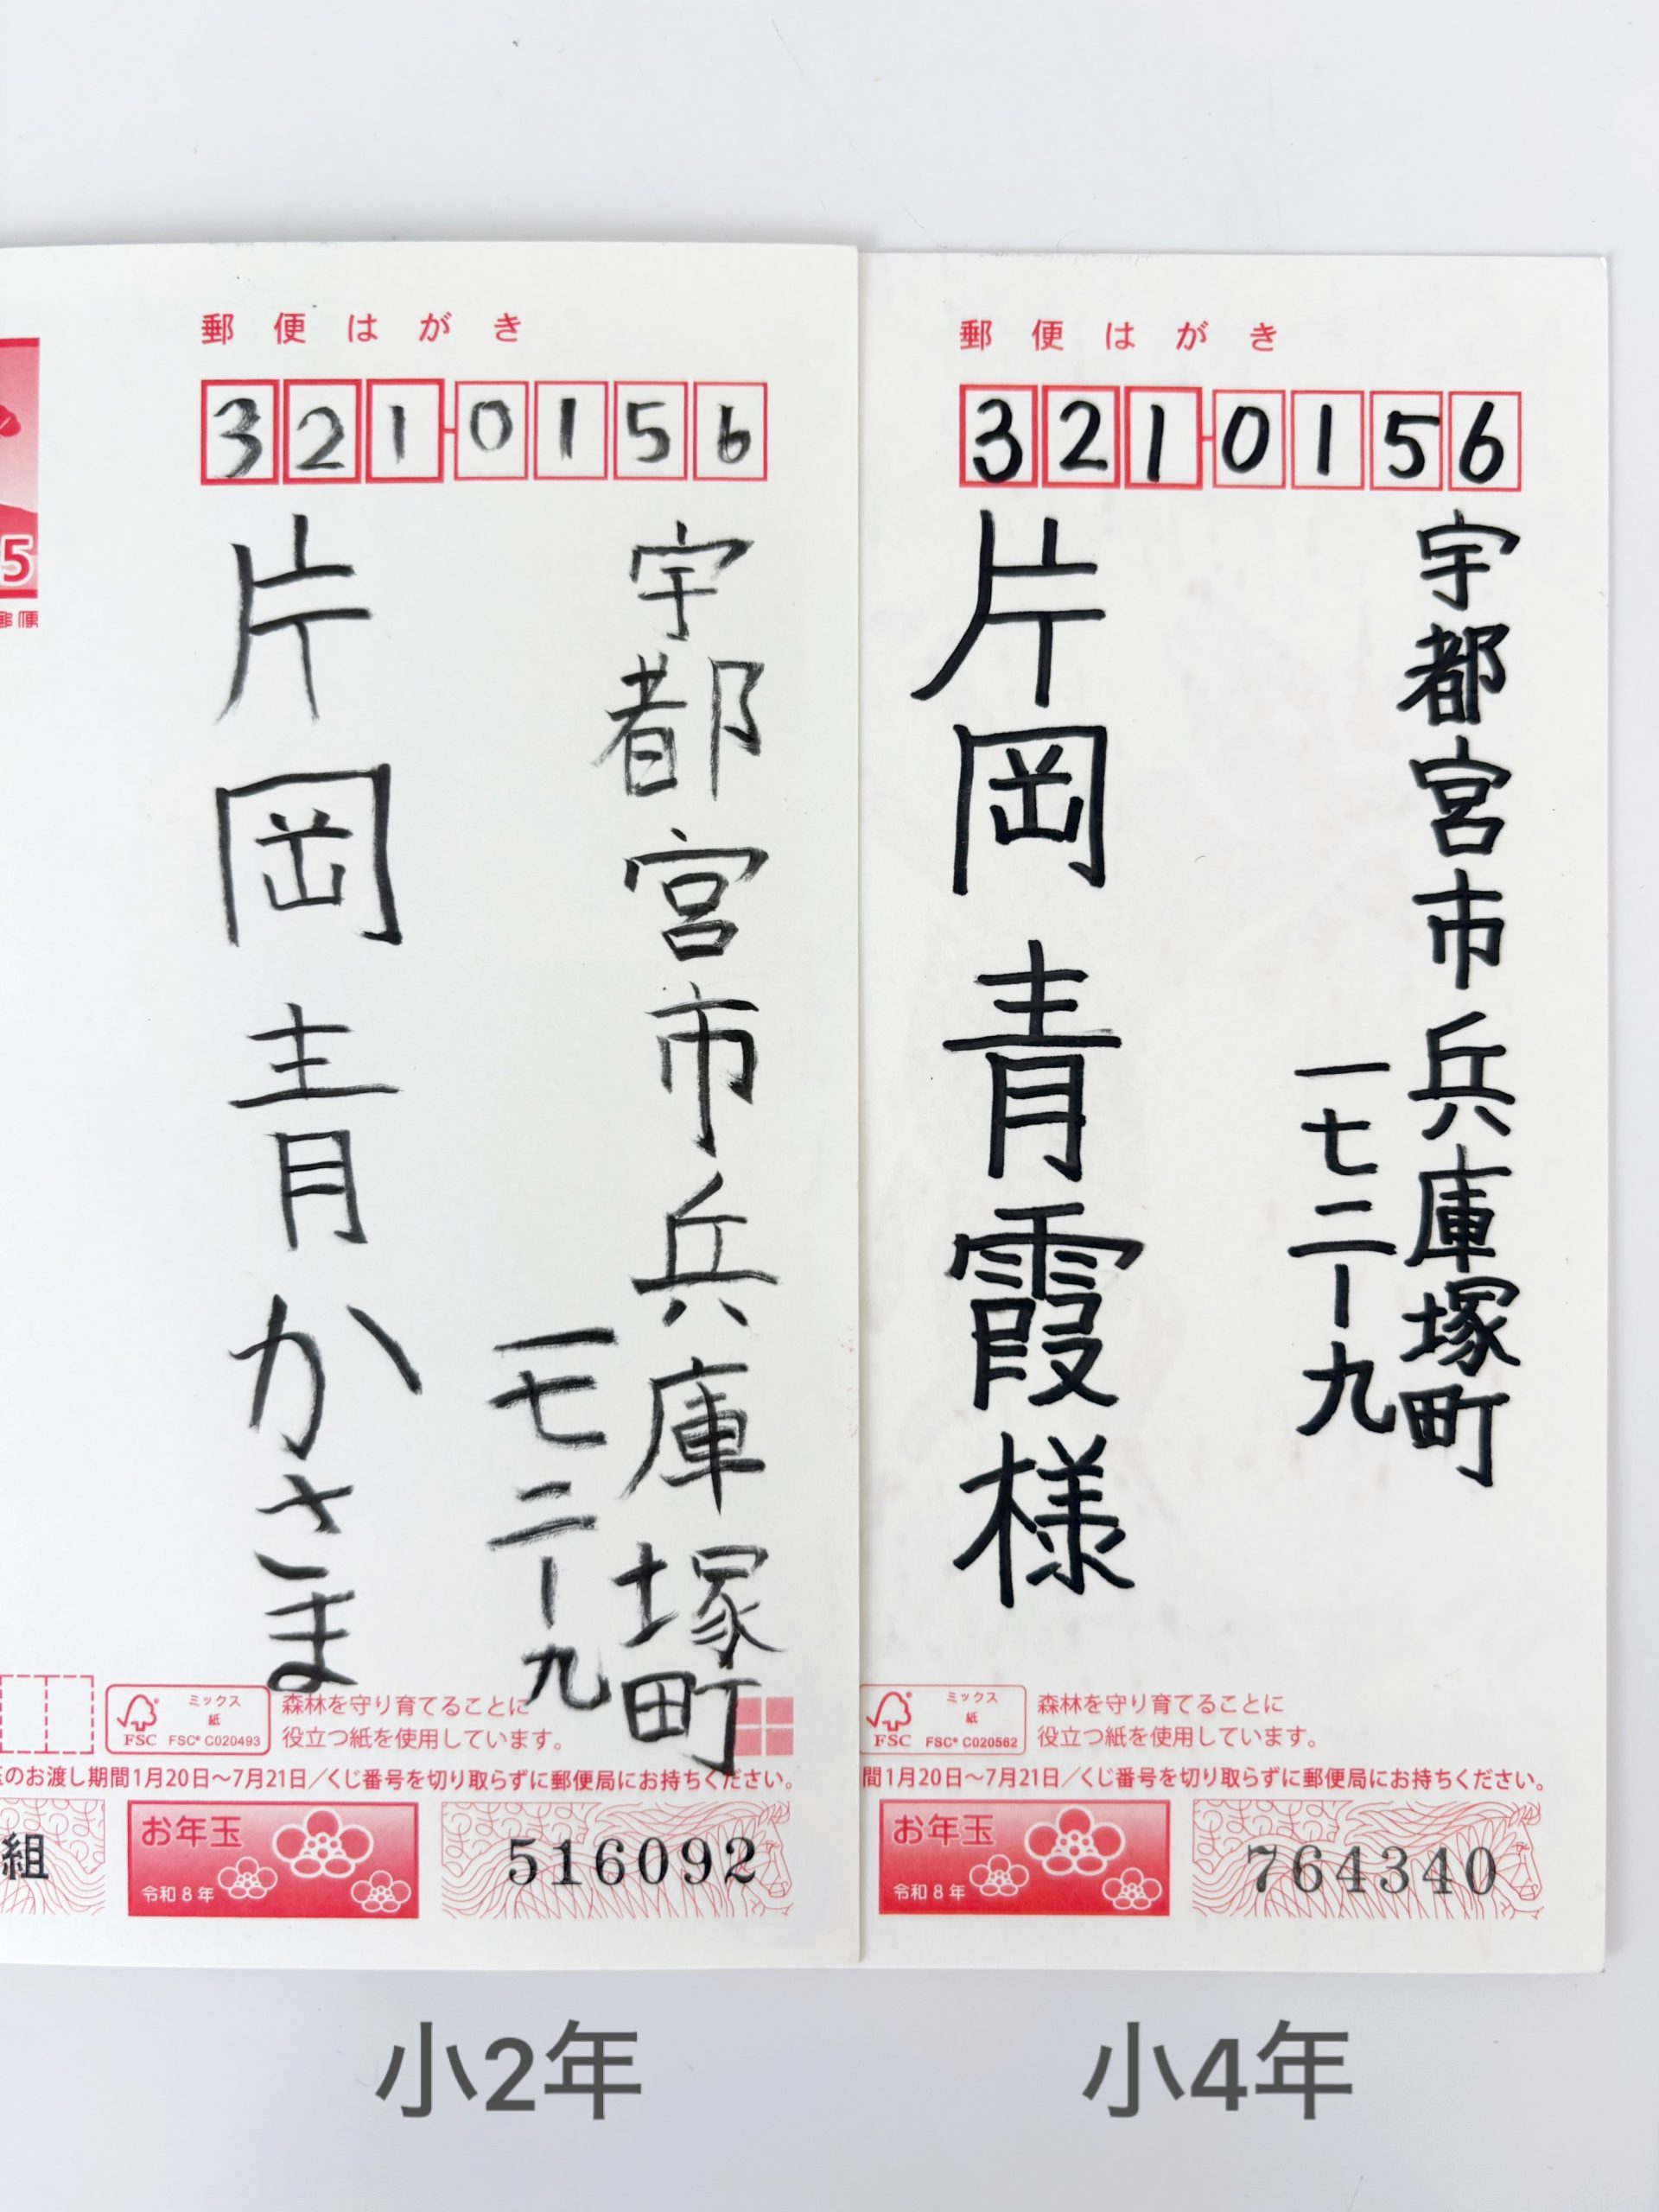 郵便はがき
321-0156
宇都宮市兵庫塚町
一七二ー九
片岡青かさま
5
郵便
ミックス
紙
FSC
FSC® C020493
森林を守り育てることに
役立つ紙を使用しています。
のお渡し期間1月20日～7月21日／くじ番号を切り取らずに郵便局にお持ちください。
組
お年玉
令和8年
516092
郵便はがき
321-0156
宇都宮市兵庫塚町
一七二ー九
片岡青霞様
ミックス
紙
FSC
FSC® C020562
森林を守り育てることに
役立つ紙を使用しています。
間1月20日～7月21日／くじ番号を切り取らずに郵便局にお持ちください。
お年玉
令和8年
764340
小2年
小4年